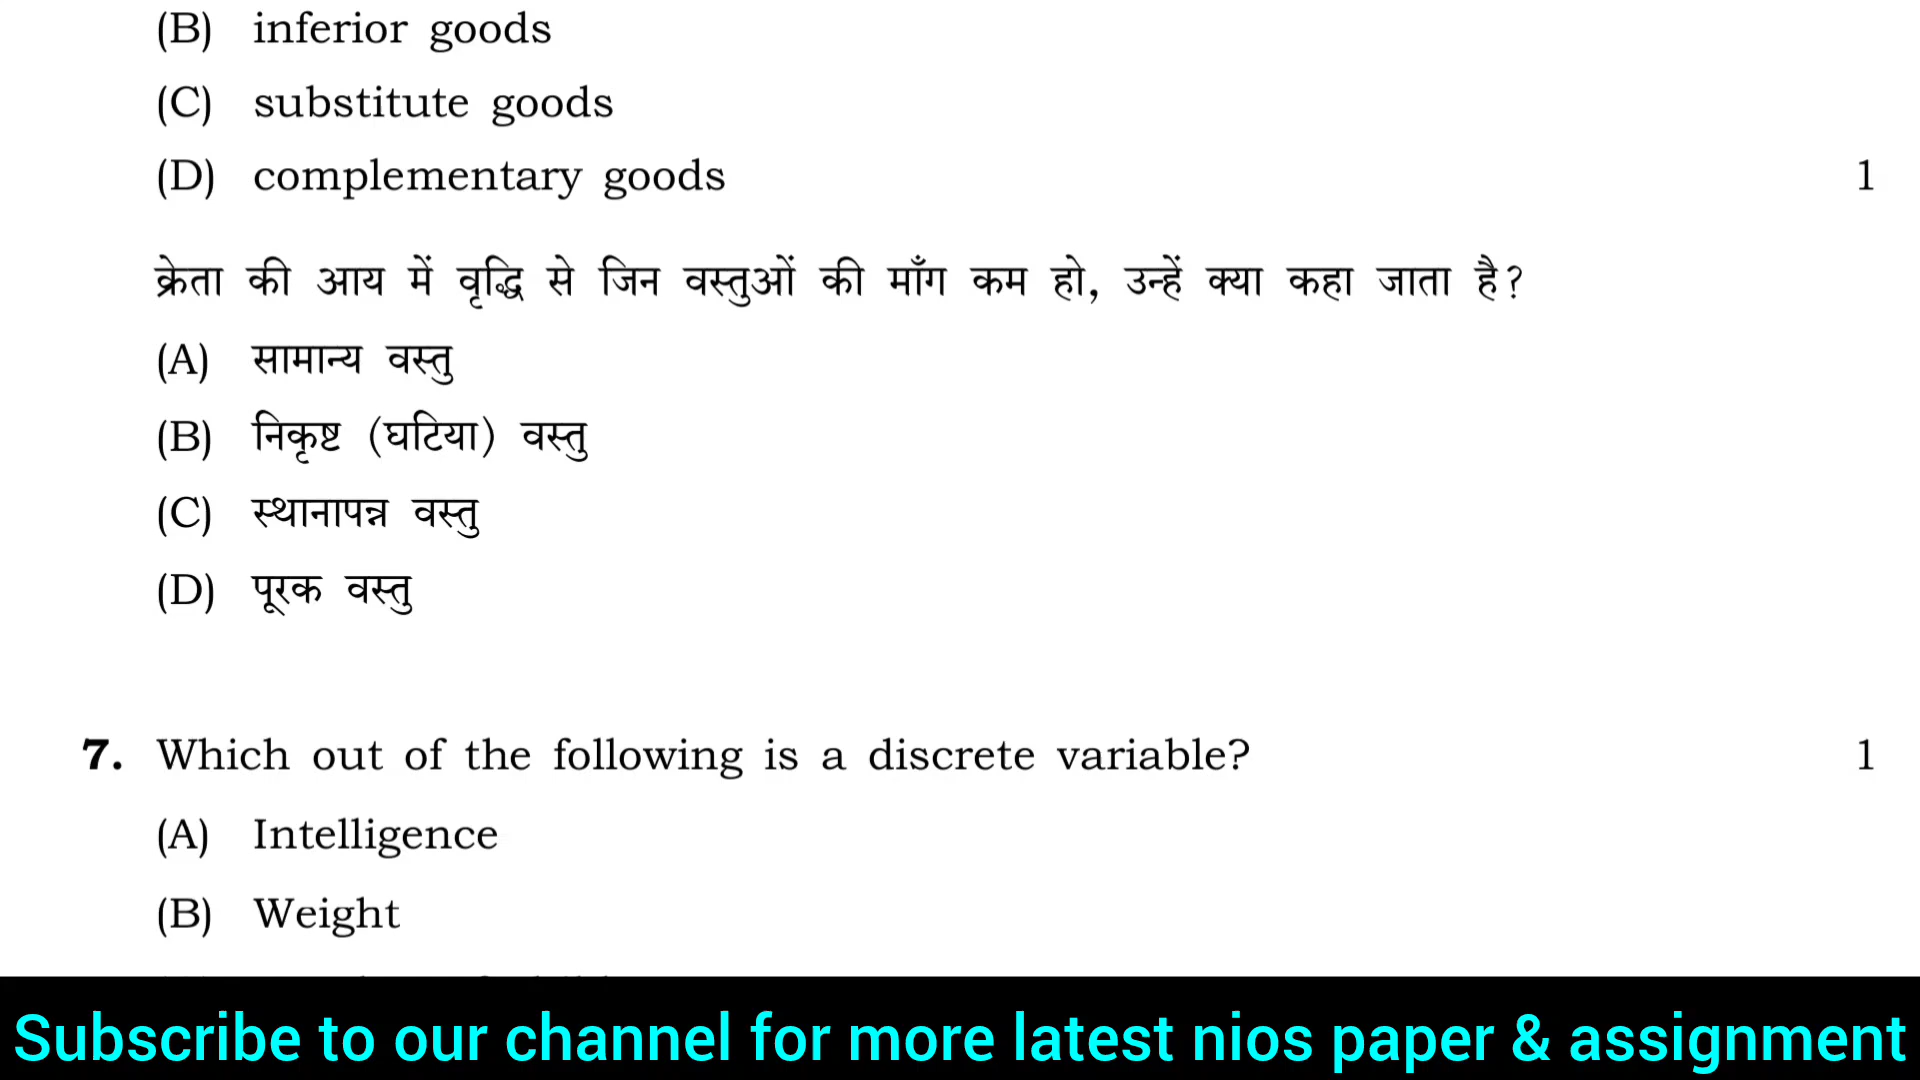 (B) inferior goods
(C) substitute goods
(D) complementary goods 1
क्रेता की आय में वृद्धि से जिन वस्तुओं की माँग कम हो, उन्हें क्या कहा जाता है?
(A) सामान्य वस्तु
(B) निकृष्ट (घटिया) वस्तु
(C) स्थानापन्न वस्तु
(D) पूरक वस्तु
7. Which out of the following is a discrete variable? 1
(A) Intelligence
(B) Weight
Subscribe to our channel for more latest nios paper & assignment